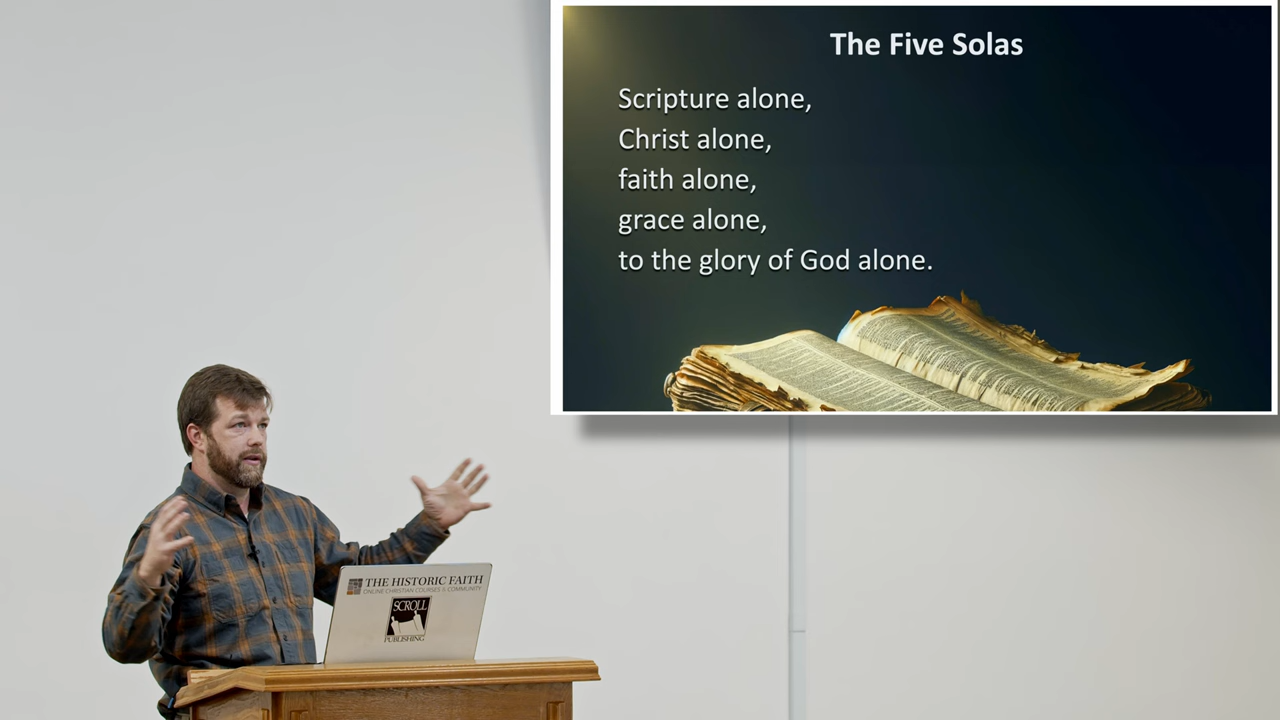 The Five Solas
Scripture alone,
Christ alone,
faith alone,
grace alone,
to the glory of God alone.
THE HISTORIC FAITH
ONLINE CHRISTIAN COURSES & COMMUNITY
SCROLL
PUBLISHING